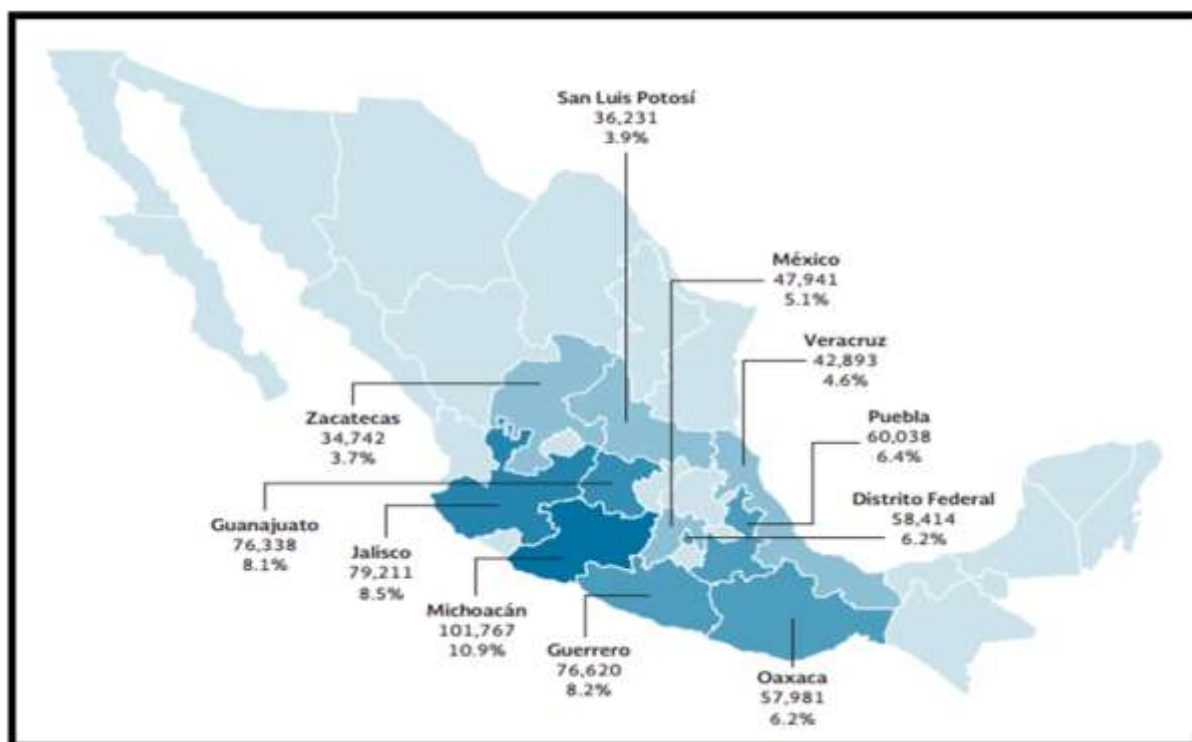 San Luis Potosí
36,231
3.9%
México
47,941
5.1%
Veracruz
42,893
4.6%
Puebla
60,038
6.4%
Distrito Federal
58,414
6.2%
Zacatecas
34,742
3.7%
Guanajuato
76,338
8.1%
Jalisco
79,211
8.5%
Michoacán
101,767
10.9%
Guerrero
76,620
8.2%
Oaxaca
57,981
6.2%